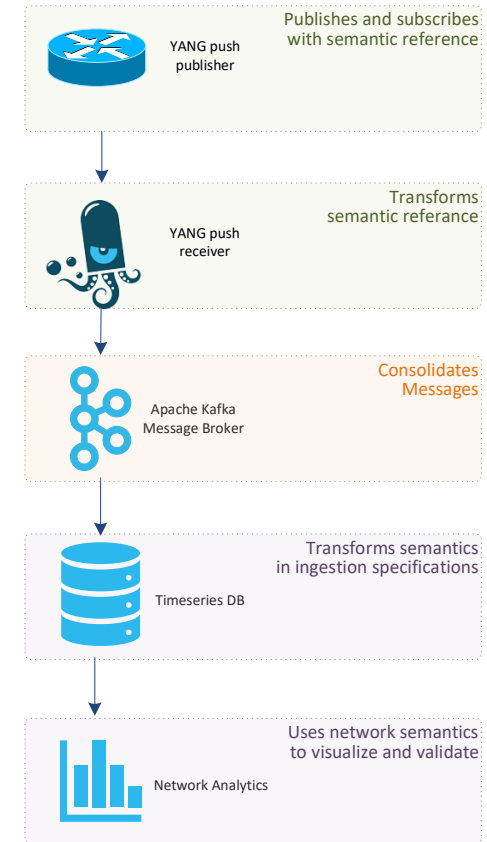 Publishes and subscribes
with semantic reference
YANG push
publisher
Transforms
semantic referance
YANG push
receiver
Consolidates
Messages
Apache Kafka
Message Broker
Transforms semantics
in ingestion specifications
Timeseries DB
Uses network semantics
to visualize and validate
Network Analytics